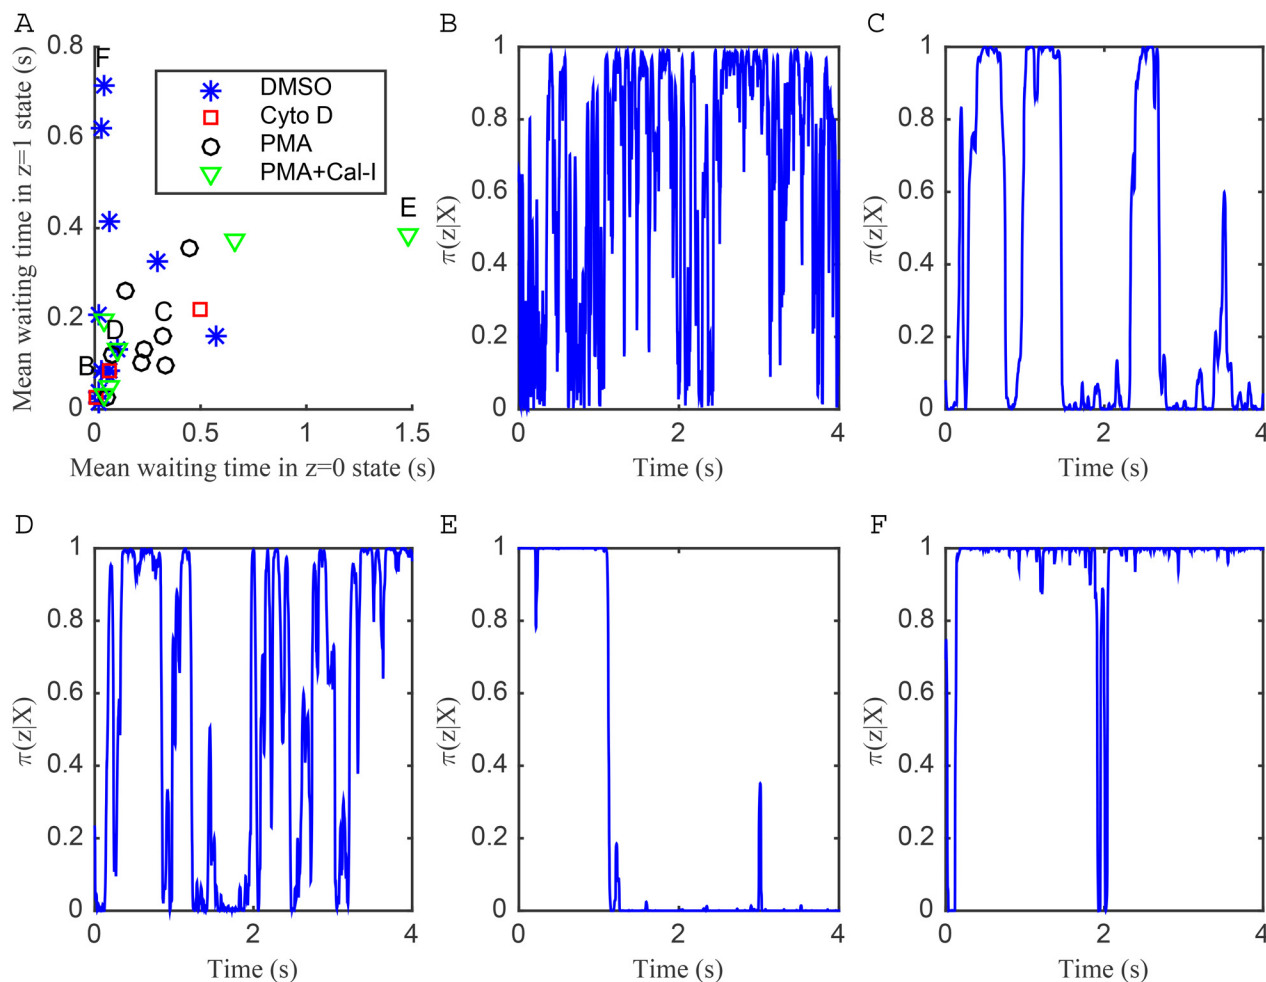 A
Mean waiting time in z=1 state (s)
0.8
0.6
0.4
0.2
0
F
E
C
D
B
DMSO
Cyto D
PMA
PMA+Cal-I
0 0.5 1 1.5
Mean waiting time in z=0 state (s)
B
π(z|X)
1
0.8
0.6
0.4
0.2
0
0 2 4
Time (s)
C
π(z|X)
1
0.8
0.6
0.4
0.2
0
0 2 4
Time (s)
D
π(z|X)
1
0.8
0.6
0.4
0.2
0
0 2 4
Time (s)
E
π(z|X)
1
0.8
0.6
0.4
0.2
0
0 2 4
Time (s)
F
π(z|X)
1
0.8
0.6
0.4
0.2
0
0 2 4
Time (s)